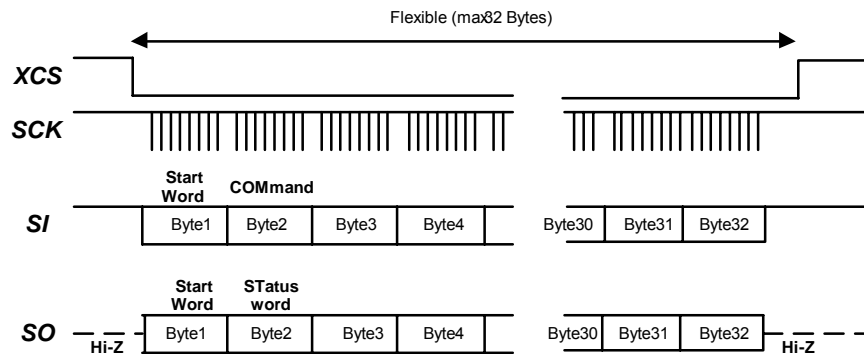 Flexible (max32 Bytes)
XCS
SCK
Start
Word
COMmand
SI
Byte1 Byte2 Byte3 Byte4 Byte30 Byte31 Byte32
Start
Word
STatus
word
SO
Byte1 Byte2 Byte3 Byte4 Byte30 Byte31 Byte32
Hi-Z Hi-Z